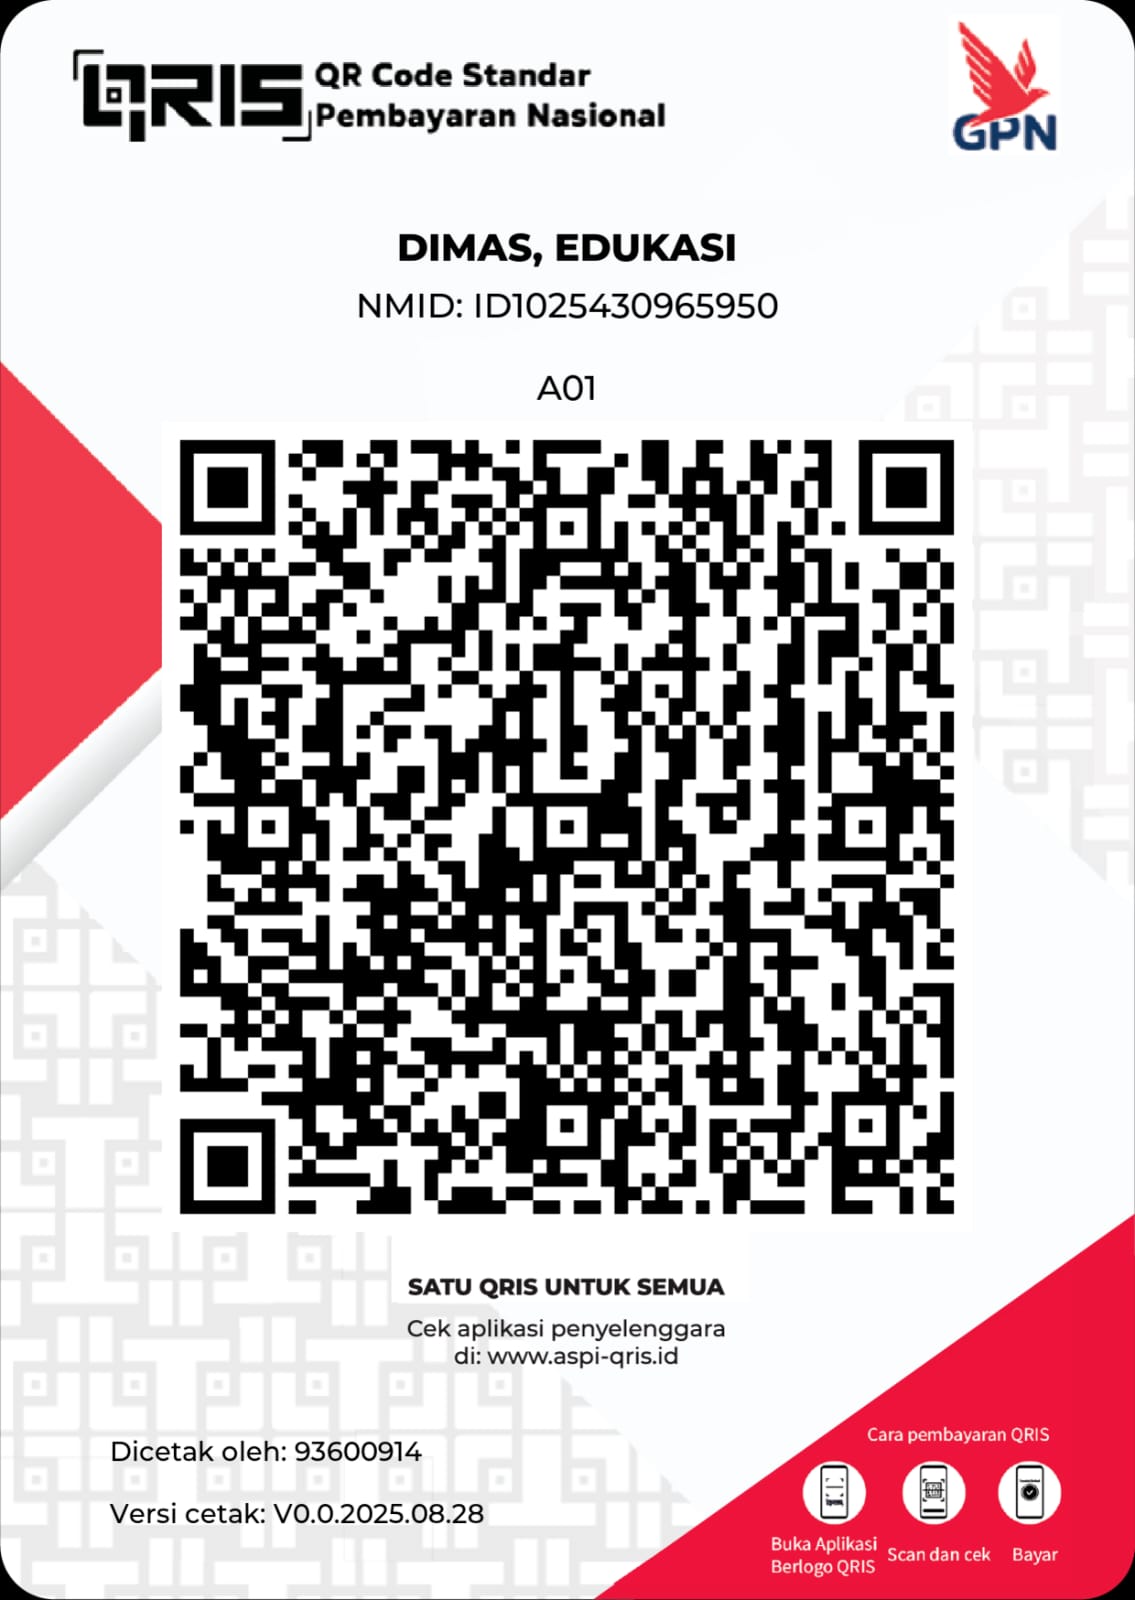 QRIS
QR Code Standar
Pembayaran Nasional
GPN
DIMAS, EDUKASI
NMID: ID1025430965950
A01
SATU QRIS UNTUK SEMUA
Cek aplikasi penyelenggara
di: www.aspi-qris.id
Dicetak oleh: 93600914
Versi cetak: V0.0.2025.08.28
Cara pembayaran QRIS
Buka Aplikasi
Berlogo QRIS
Scan dan cek
Bayar